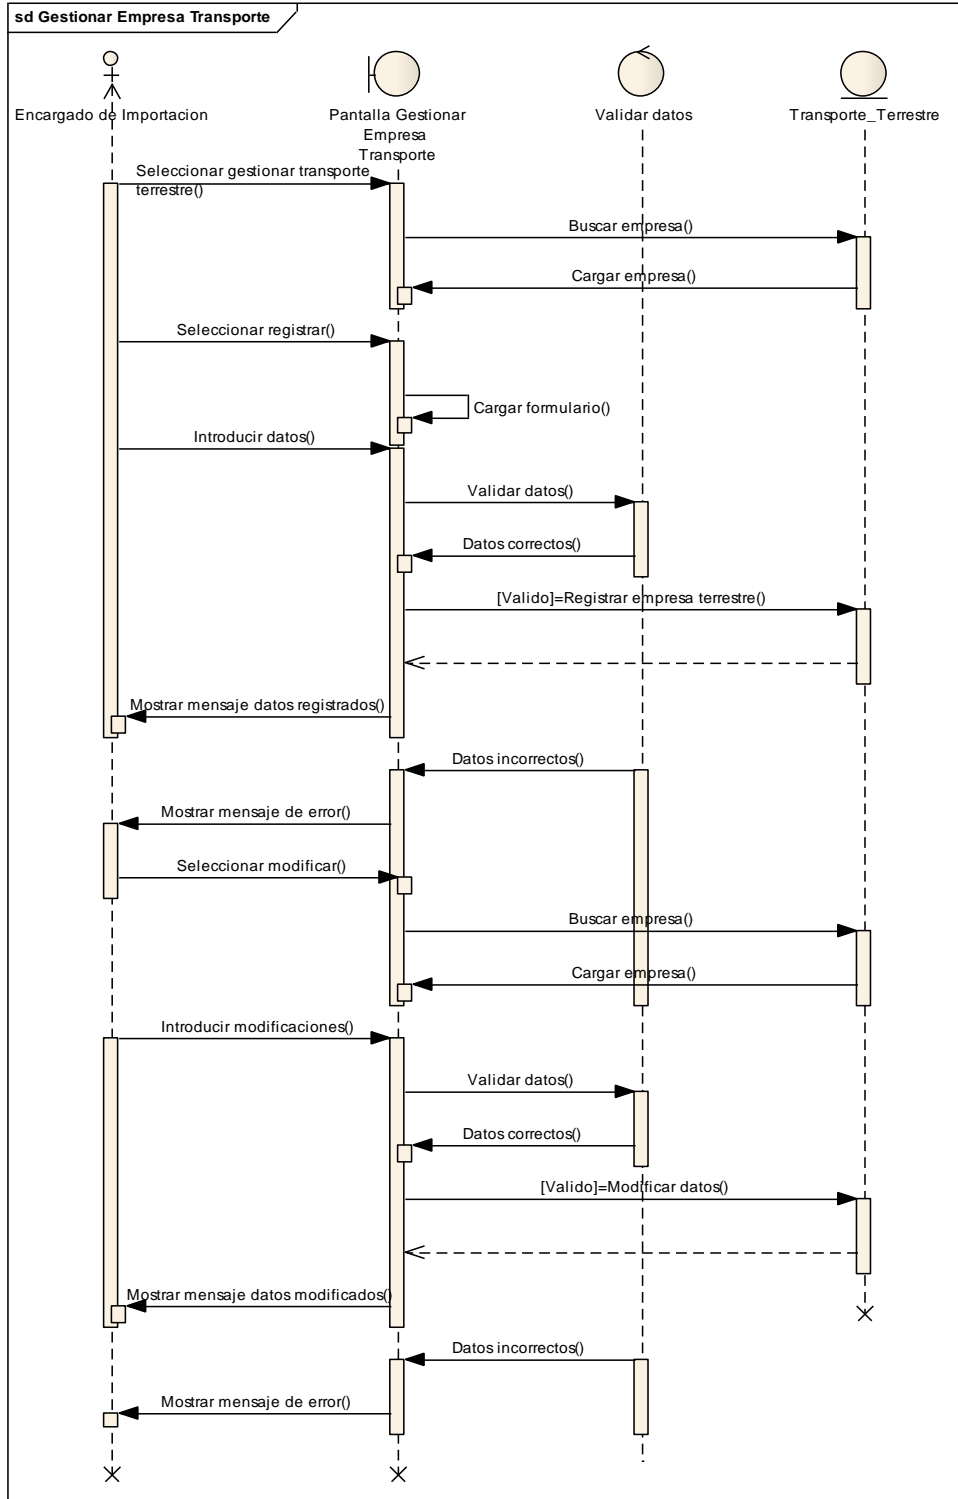 sd Gestionar Empresa Transporte
Encargado de Importacion
Pantalla Gestionar
Empresa
Transporte
Validar datos
Transporte_Terrestre
Seleccionar gestionar transporte
terrestre()
Buscar empresa()
Cargar empresa()
Seleccionar registrar()
Cargar formulario()
Introducir datos()
Validar datos()
Datos correctos()
[Valido]=Registrar empresa terrestre()
Mostrar mensaje datos registrados()
Datos incorrectos()
Mostrar mensaje de error()
Seleccionar modificar()
Buscar empresa()
Cargar empresa()
Introducir modificaciones()
Validar datos()
Datos correctos()
[Valido]=Modificar datos()
Mostrar mensaje datos modificados()
Datos incorrectos()
Mostrar mensaje de error()